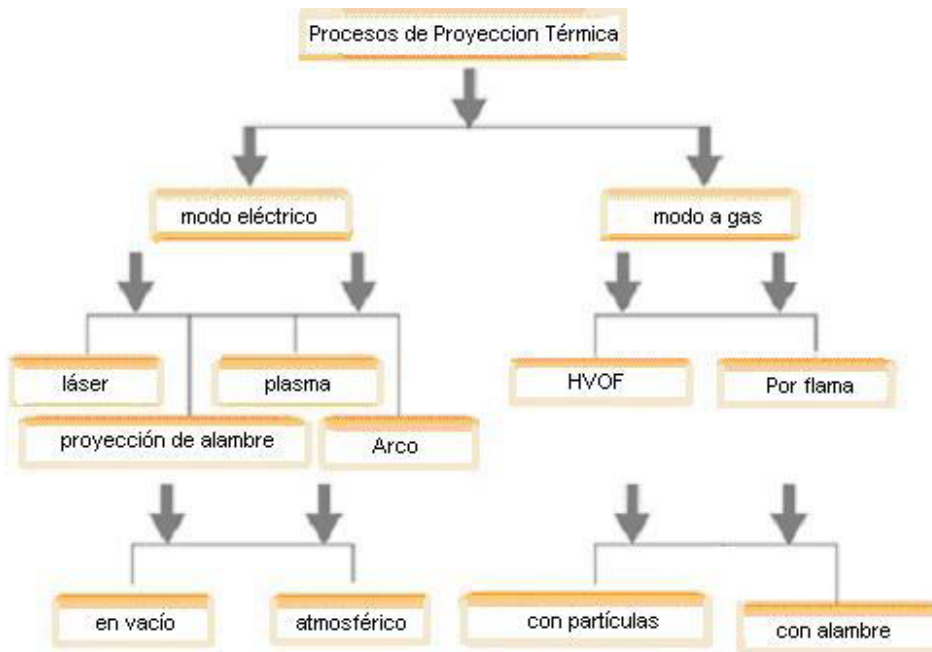 Procesos de Proyeccion Térmica
modo eléctrico
modo a gas
láser
plasma
HVOF
Por flama
proyección de alambre
Arco
en vacío
atmosférico
con partículas
con alambre